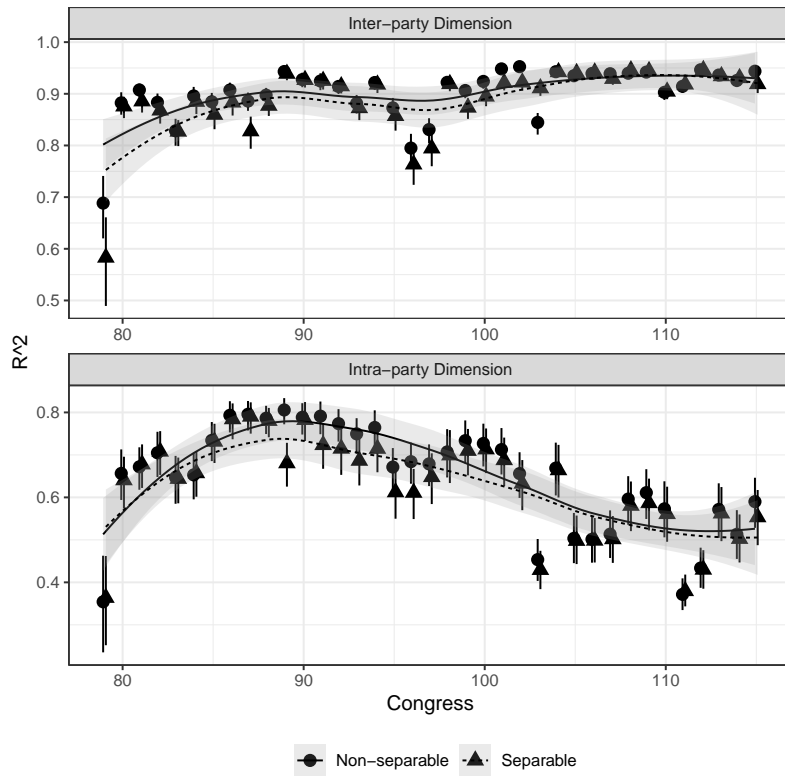 Inter−party Dimension
1.0
0.9
0.8
0.7
0.6
0.5
80 90 100 110
R^2
Intra−party Dimension
0.8
0.6
0.4
80 90 100 110
Congress
Non−separable Separable